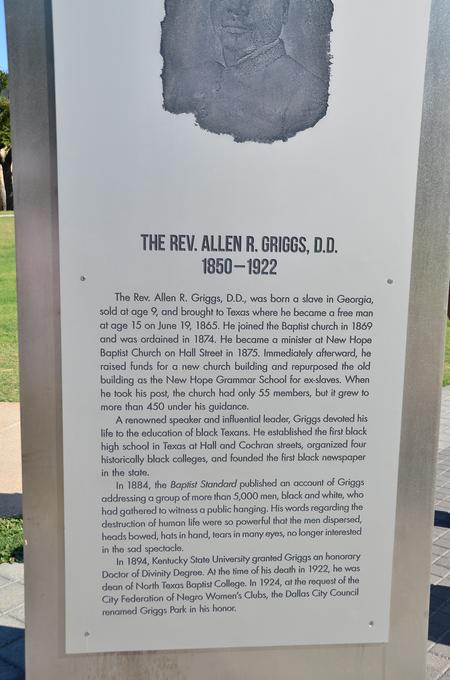 THE REV. ALLEN R. GRIGGS, D.D.
1850–1922
The Rev. Allen R. Griggs, D.D., was born a slave in Georgia,
sold at age 9, and brought to Texas where he became a free man
at age 15 on June 19, 1865. He joined the Baptist church in 1869
and was ordained in 1874. He became a minister at New Hope
Baptist Church on Hall Street in 1875. Immediately afterward, he
raised funds for a new church building and repurposed the old
building as the New Hope Grammar School for ex-slaves. When
he took his post, the church had only 55 members, but it grew to
more than 450 under his guidance.
A renowned speaker and influential leader, Griggs devoted his
life to the education of black Texans. He established the first black
high school in Texas at Hall and Cochran streets, organized four
historically black colleges, and founded the first black newspaper
in the state.
In 1884, the Baptist Standard published an account of Griggs
addressing a group of more than 5,000 men, black and white, who
had gathered to witness a public hanging. His words regarding the
destruction of human life were so powerful that the men dispersed,
heads bowed, hats in hand, tears in many eyes, no longer interested
in the sad spectacle.
In 1894, Kentucky State University granted Griggs an honorary
Doctor of Divinity Degree. At the time of his death in 1922, he was
dean of North Texas Baptist College. In 1924, at the request of the
City Federation of Negro Women's Clubs, the Dallas City Council
renamed Griggs Park in his honor.